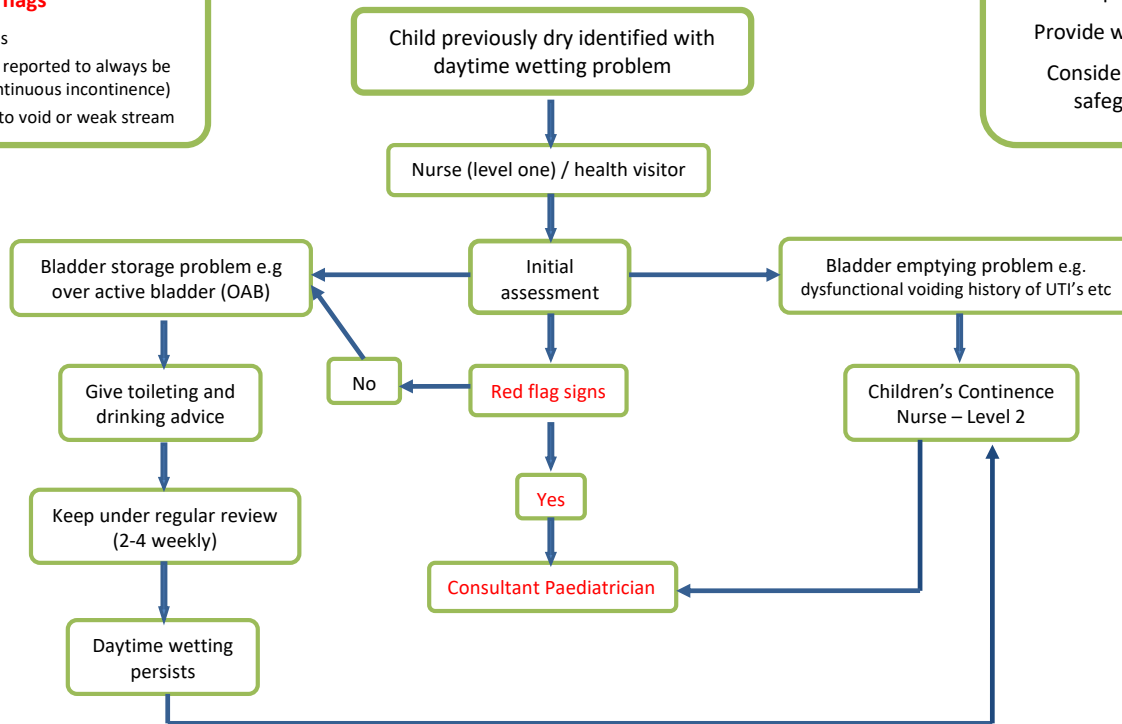 flags
s
reported to always be
ntinuous incontinence)
to void or weak stream
Child previously dry identified with
daytime wetting problem
Provide w
Conside
safeg
Nurse (level one) / health visitor
Bladder storage problem e.g
over active bladder (OAB)
Initial
assessment
Bladder emptying problem e.g.
dysfunctional voiding history of UTI's etc
No
Red flag signs
Give toileting and
drinking advice
Children’s Continence
Nurse – Level 2
Yes
Keep under regular review
(2-4 weekly)
Consultant Paediatrician
Daytime wetting
persists